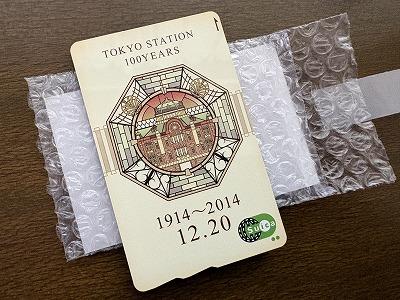 TOKYO STATION
100YEARS
1914〜2014
12.20
Suica